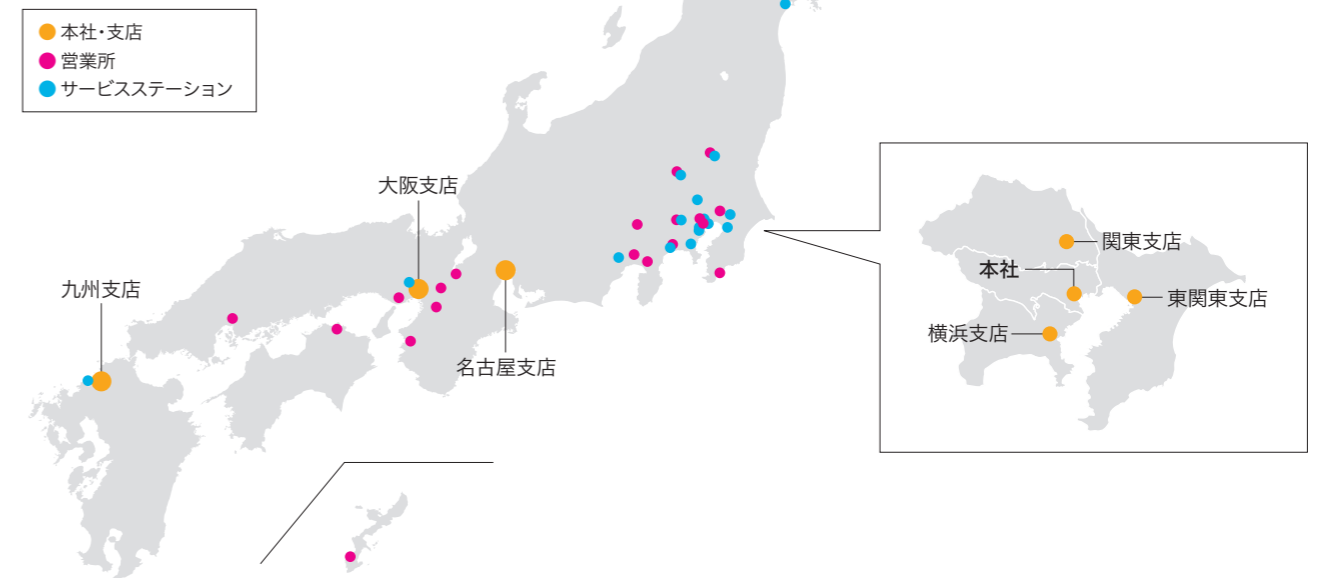 本社・支店
営業所
サービスステーション
大阪支店
九州支店
名古屋支店
関東支店
本社
東関東支店
横浜支店